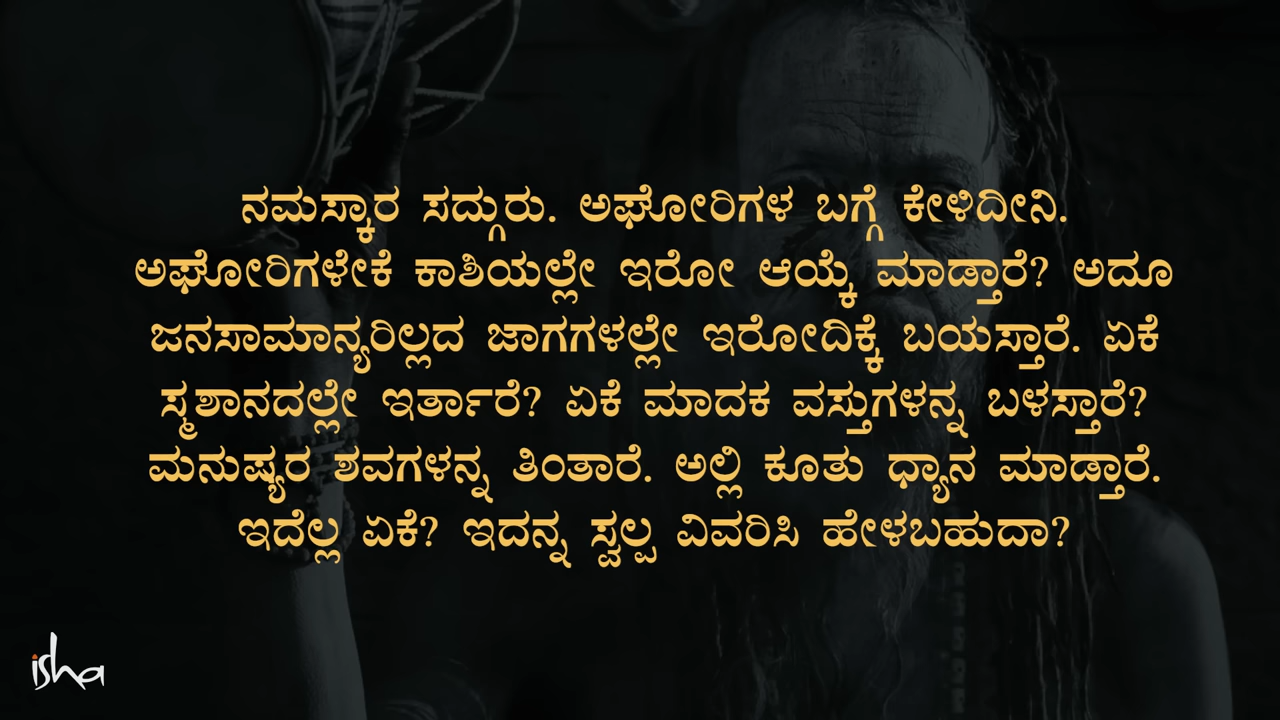 ನಮಸ್ಕಾರ ಸದ್ಗುರು. ಅಘೋರಿಗಳ ಬಗ್ಗೆ ಕೇಳಿದೀನಿ.
ಅಘೋರಿಗಳೇಕೆ ಕಾಶಿಯಲ್ಲೇ ಇರೋ ಆಯ್ಕೆ ಮಾಡ್ತಾರೆ? ಅದೂ
ಜನಸಾಮಾನ್ಯರಿಲ್ಲದ ಜಾಗಗಳಲ್ಲೇ ಇರೋದಿಕ್ಕೆ ಬಯಸ್ತಾರೆ. ಏಕೆ
ಸ್ಮಶಾನದಲ್ಲೇ ಇರ್ತಾರೆ? ಏಕೆ ಮಾದಕ ವಸ್ತುಗಳನ್ನ ಬಳಸ್ತಾರೆ?
ಮನುಷ್ಯರ ಶವಗಳನ್ನ ತಿಂತಾರೆ. ಅಲ್ಲಿ ಕೂತು ಧ್ಯಾನ ಮಾಡ್ತಾರೆ.
ಇದೆಲ್ಲ ಏಕೆ? ಇದನ್ನ ಸ್ವಲ್ಪ ವಿವರಿಸಿ ಹೇಳಬಹುದಾ?
isha